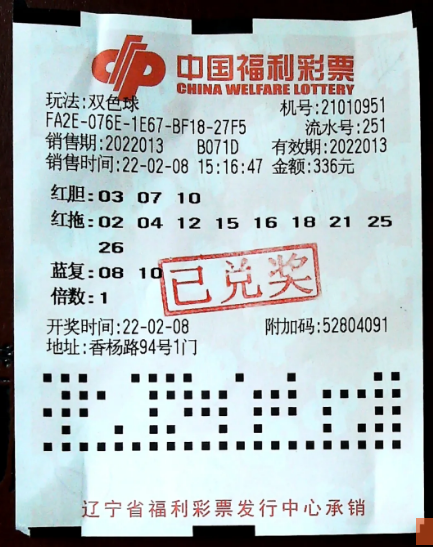 中国福利彩票
CHINA WELFARE LOTTERY
玩法:双色球 机号:21010951
FA2E-076E-1E67-BF18-27F5 流水号:251
销售期:2022013 B071D 有效期:2022013
销售时间:22-02-08 15:16:47 金额:336元
红胆:03 07 10
红拖:02 04 12 15 16 18 21 25
26
蓝复:08 10
已兑奖
倍数:1
开奖时间:22-02-08 附加码:52804091
地址:香杨路94号1门
辽宁省福利彩票发行中心承销